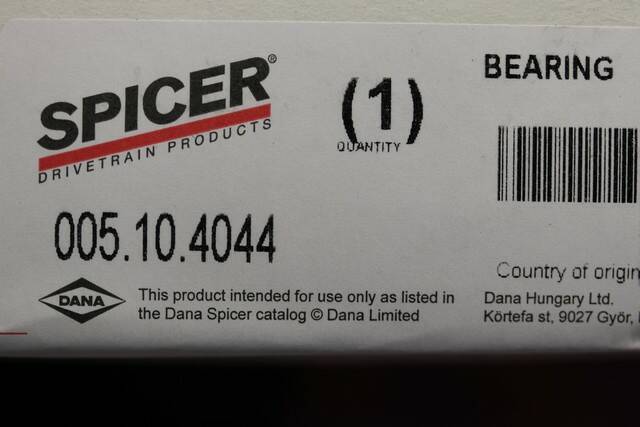 SPICER®
DRIVETRAIN PRODUCTS
(1)
QUANTITY
BEARING
005.10.4044
DANA
This product intended for use only as listed in
the Dana Spicer catalog © Dana Limited
Country of origin
Dana Hungary Ltd.
Körtefa st, 9027 Győr,